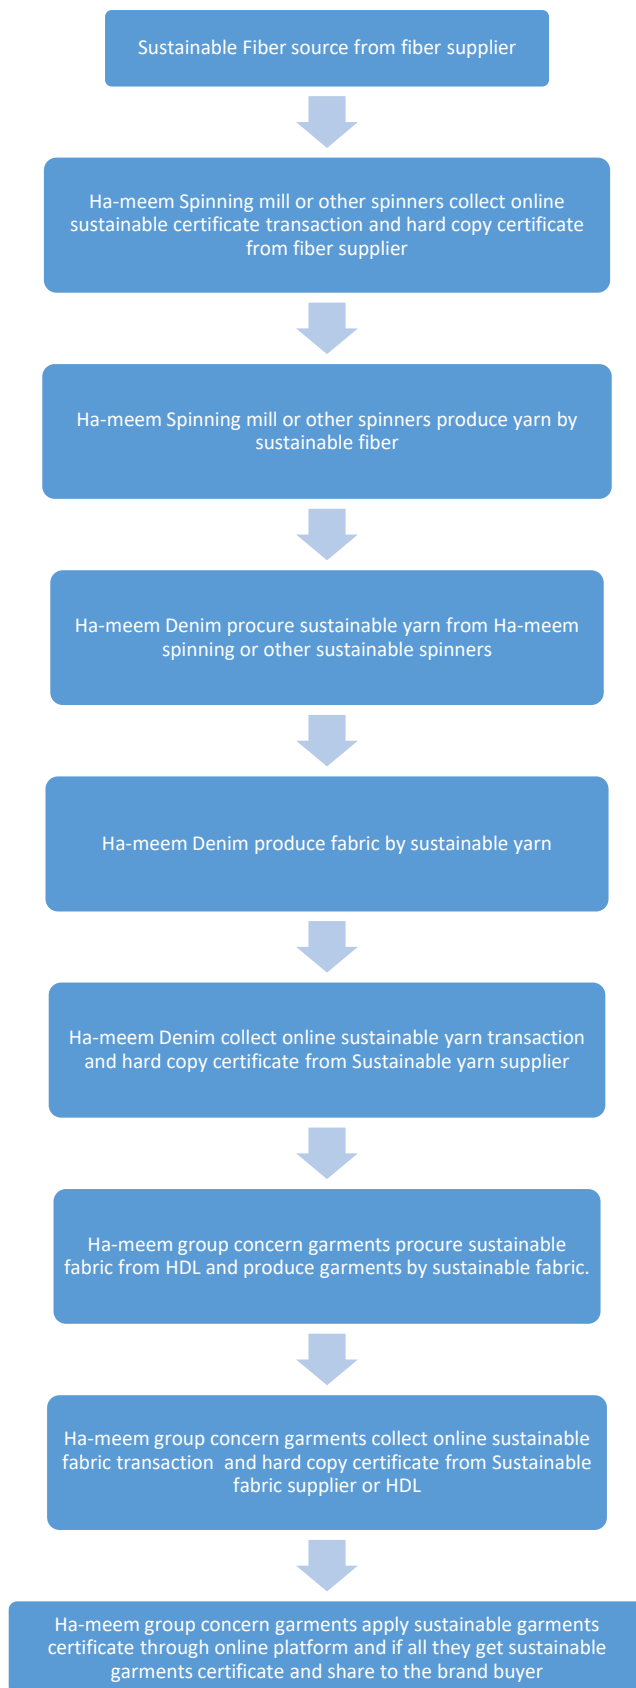 Sustainable Fiber source from fiber supplier
Ha-meem Spinning mill or other spinners collect online
sustainable certificate transaction and hard copy certificate
from fiber supplier
Ha-meem Spinning mill or other spinners produce yarn by
sustainable fiber
Ha-meem Denim procure sustainable yarn from Ha-meem
spinning or other sustainable spinners
Ha-meem Denim produce fabric by sustainable yarn
Ha-meem Denim collect online sustainable yarn transaction
and hard copy certificate from Sustainable yarn supplier
Ha-meem group concern garments procure sustainable
fabric from HDL and produce garments by sustainable fabric.
Ha-meem group concern garments collect online sustainable
fabric transaction  and hard copy certificate from Sustainable
fabric supplier or HDL
Ha-meem group concern garments apply sustainable garments
certificate through online platform and if all they get sustainable
garments certificate and share to the brand buyer